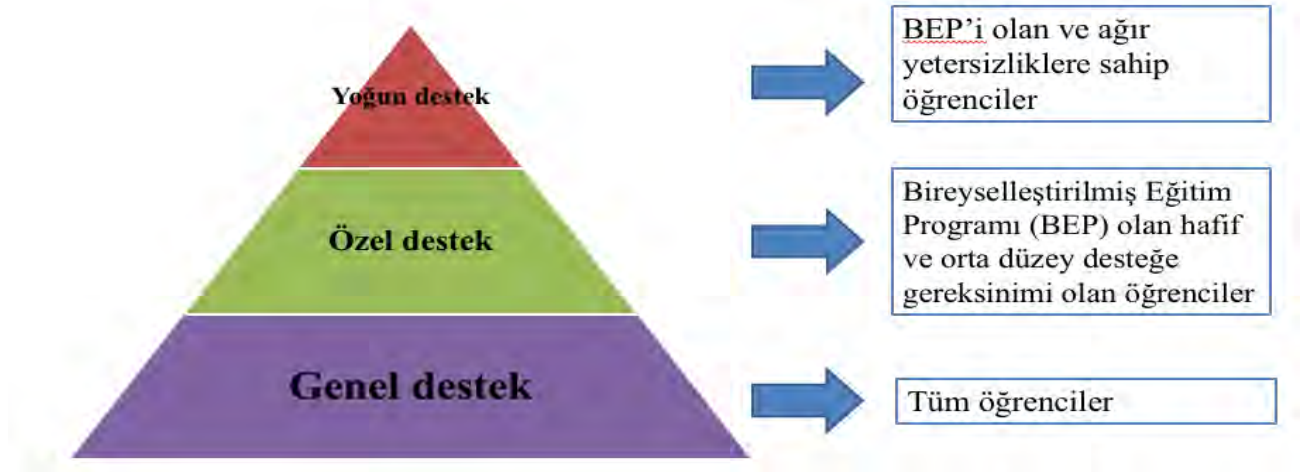 Yoğun destek
BEP’i olan ve ağır
yetersizliklere sahip
öğrenciler
Özel destek
Bireyselleştirilmiş Eğitim
Programı (BEP) olan hafif
ve orta düzey desteğe
gereksinimi olan öğrenciler
Genel destek
Tüm öğrenciler